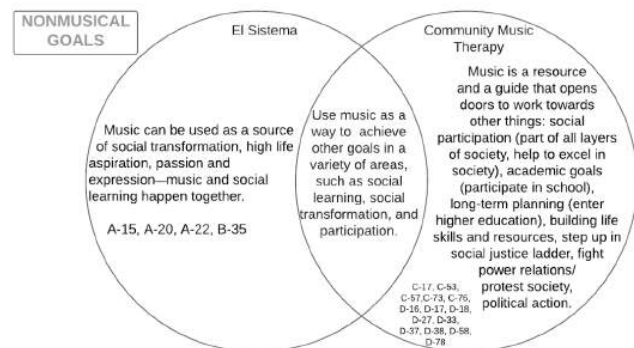 NONMUSICAL
GOALS
El Sistema
Music can be used as a source
of social transformation, high life
aspiration, passion and
expression—music and social
learning happen together.
A-15, A-20, A-22, B-35
Use music as a
way to achieve
other goals in a
variety of areas,
such as social
learning, social
transformation, and
participation.
Community Music
Therapy
Music is a resource
and a guide that opens
doors to work towards
other things: social
participation (part of all layers
of society, help to excel in
society), academic goals
(participate in school),
long-term planning (enter
higher education), building life
skills and resources, step up in
social justice ladder, fight
power relations/
protest society,
political action.
C-17, C-53,
C-57,C-73, C-76,
D-16, D-17, D-18,
D-27, D-33,
D-37, D-38, D-58,
D-78